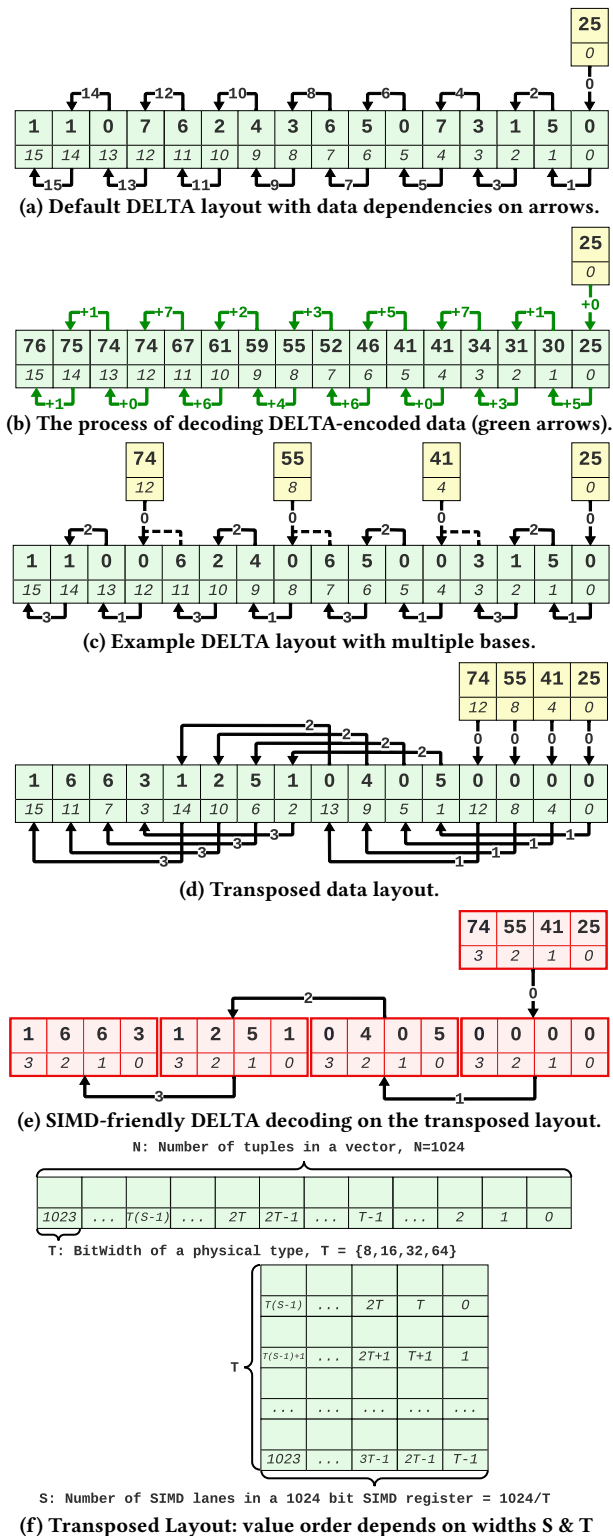 25
0
0
14 12 10 8 6 4 2
1 1 0 7 6 2 4 3 6 5 0 7 3 1 5 0
15 14 13 12 11 10 9 8 7 6 5 4 3 2 1 0
15 13 11 9 7 5 3 1
(a) Default DELTA layout with data dependencies on arrows.
25
0
+0
+1 +7 +2 +3 +5 +7 +1
76 75 74 74 67 61 59 55 52 46 41 41 34 31 30 25
15 14 13 12 11 10 9 8 7 6 5 4 3 2 1 0
+1 +0 +6 +4 +6 +0 +3 +5
(b) The process of decoding DELTA-encoded data (green arrows).
74 55 41 25
12 8 4 0
0 0 0 0
2 2 2 2
1 1 0 0 6 2 4 0 6 5 0 0 3 1 5 0
15 14 13 12 11 10 9 8 7 6 5 4 3 2 1 0
3 1 3 1 3 1 3 1
(c) Example DELTA layout with multiple bases.
74 55 41 25
12 8 4 0
0 0 0 0
2
2
2
2
1 6 6 3 1 2 5 1 0 4 0 5 0 0 0 0
15 11 7 3 14 10 6 2 13 9 5 1 12 8 4 0
3 1
3 1
3 1
3 1
(d) Transposed data layout.
74 55 41 25
3 2 1 0
0
2
1 6 6 3 1 2 5 1 0 4 0 5 0 0 0 0
3 2 1 0 3 2 1 0 3 2 1 0 3 2 1 0
3 1
(e) SIMD-friendly DELTA decoding on the transposed layout.
N: Number of tuples in a vector, N=1024
1023 ... T(S-1) ... 2T 2T-1 ... T-1 ... 2 1 0
T: BitWidth of a physical type, T = {8,16,32,64}
T(S-1) ... 2T T 0
T(S-1)+1 ... 2T+1 T+1 1
T
... ... ... ... ...
1023 ... 3T-1 2T-1 T-1
S: Number of SIMD lanes in a 1024 bit SIMD register = 1024/T
(f) Transposed Layout: value order depends on widths S & T